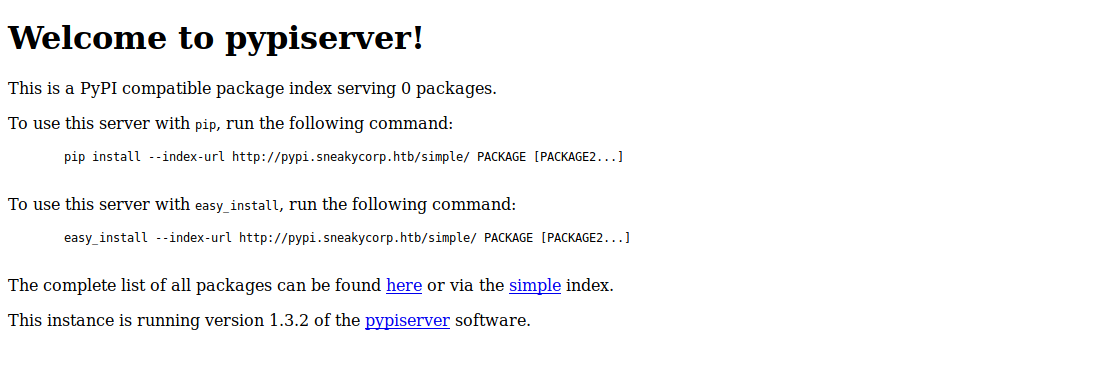 Welcome to pypiserver!
This is a PyPI compatible package index serving 0 packages.
To use this server with pip, run the following command:
pip install --index-url http://pypi.sneakycorp.htb/simple/ PACKAGE [PACKAGE2...]
To use this server with easy_install, run the following command:
easy_install --index-url http://pypi.sneakycorp.htb/simple/ PACKAGE [PACKAGE2...]
The complete list of all packages can be found here or via the simple index.
This instance is running version 1.3.2 of the pypiserver software.